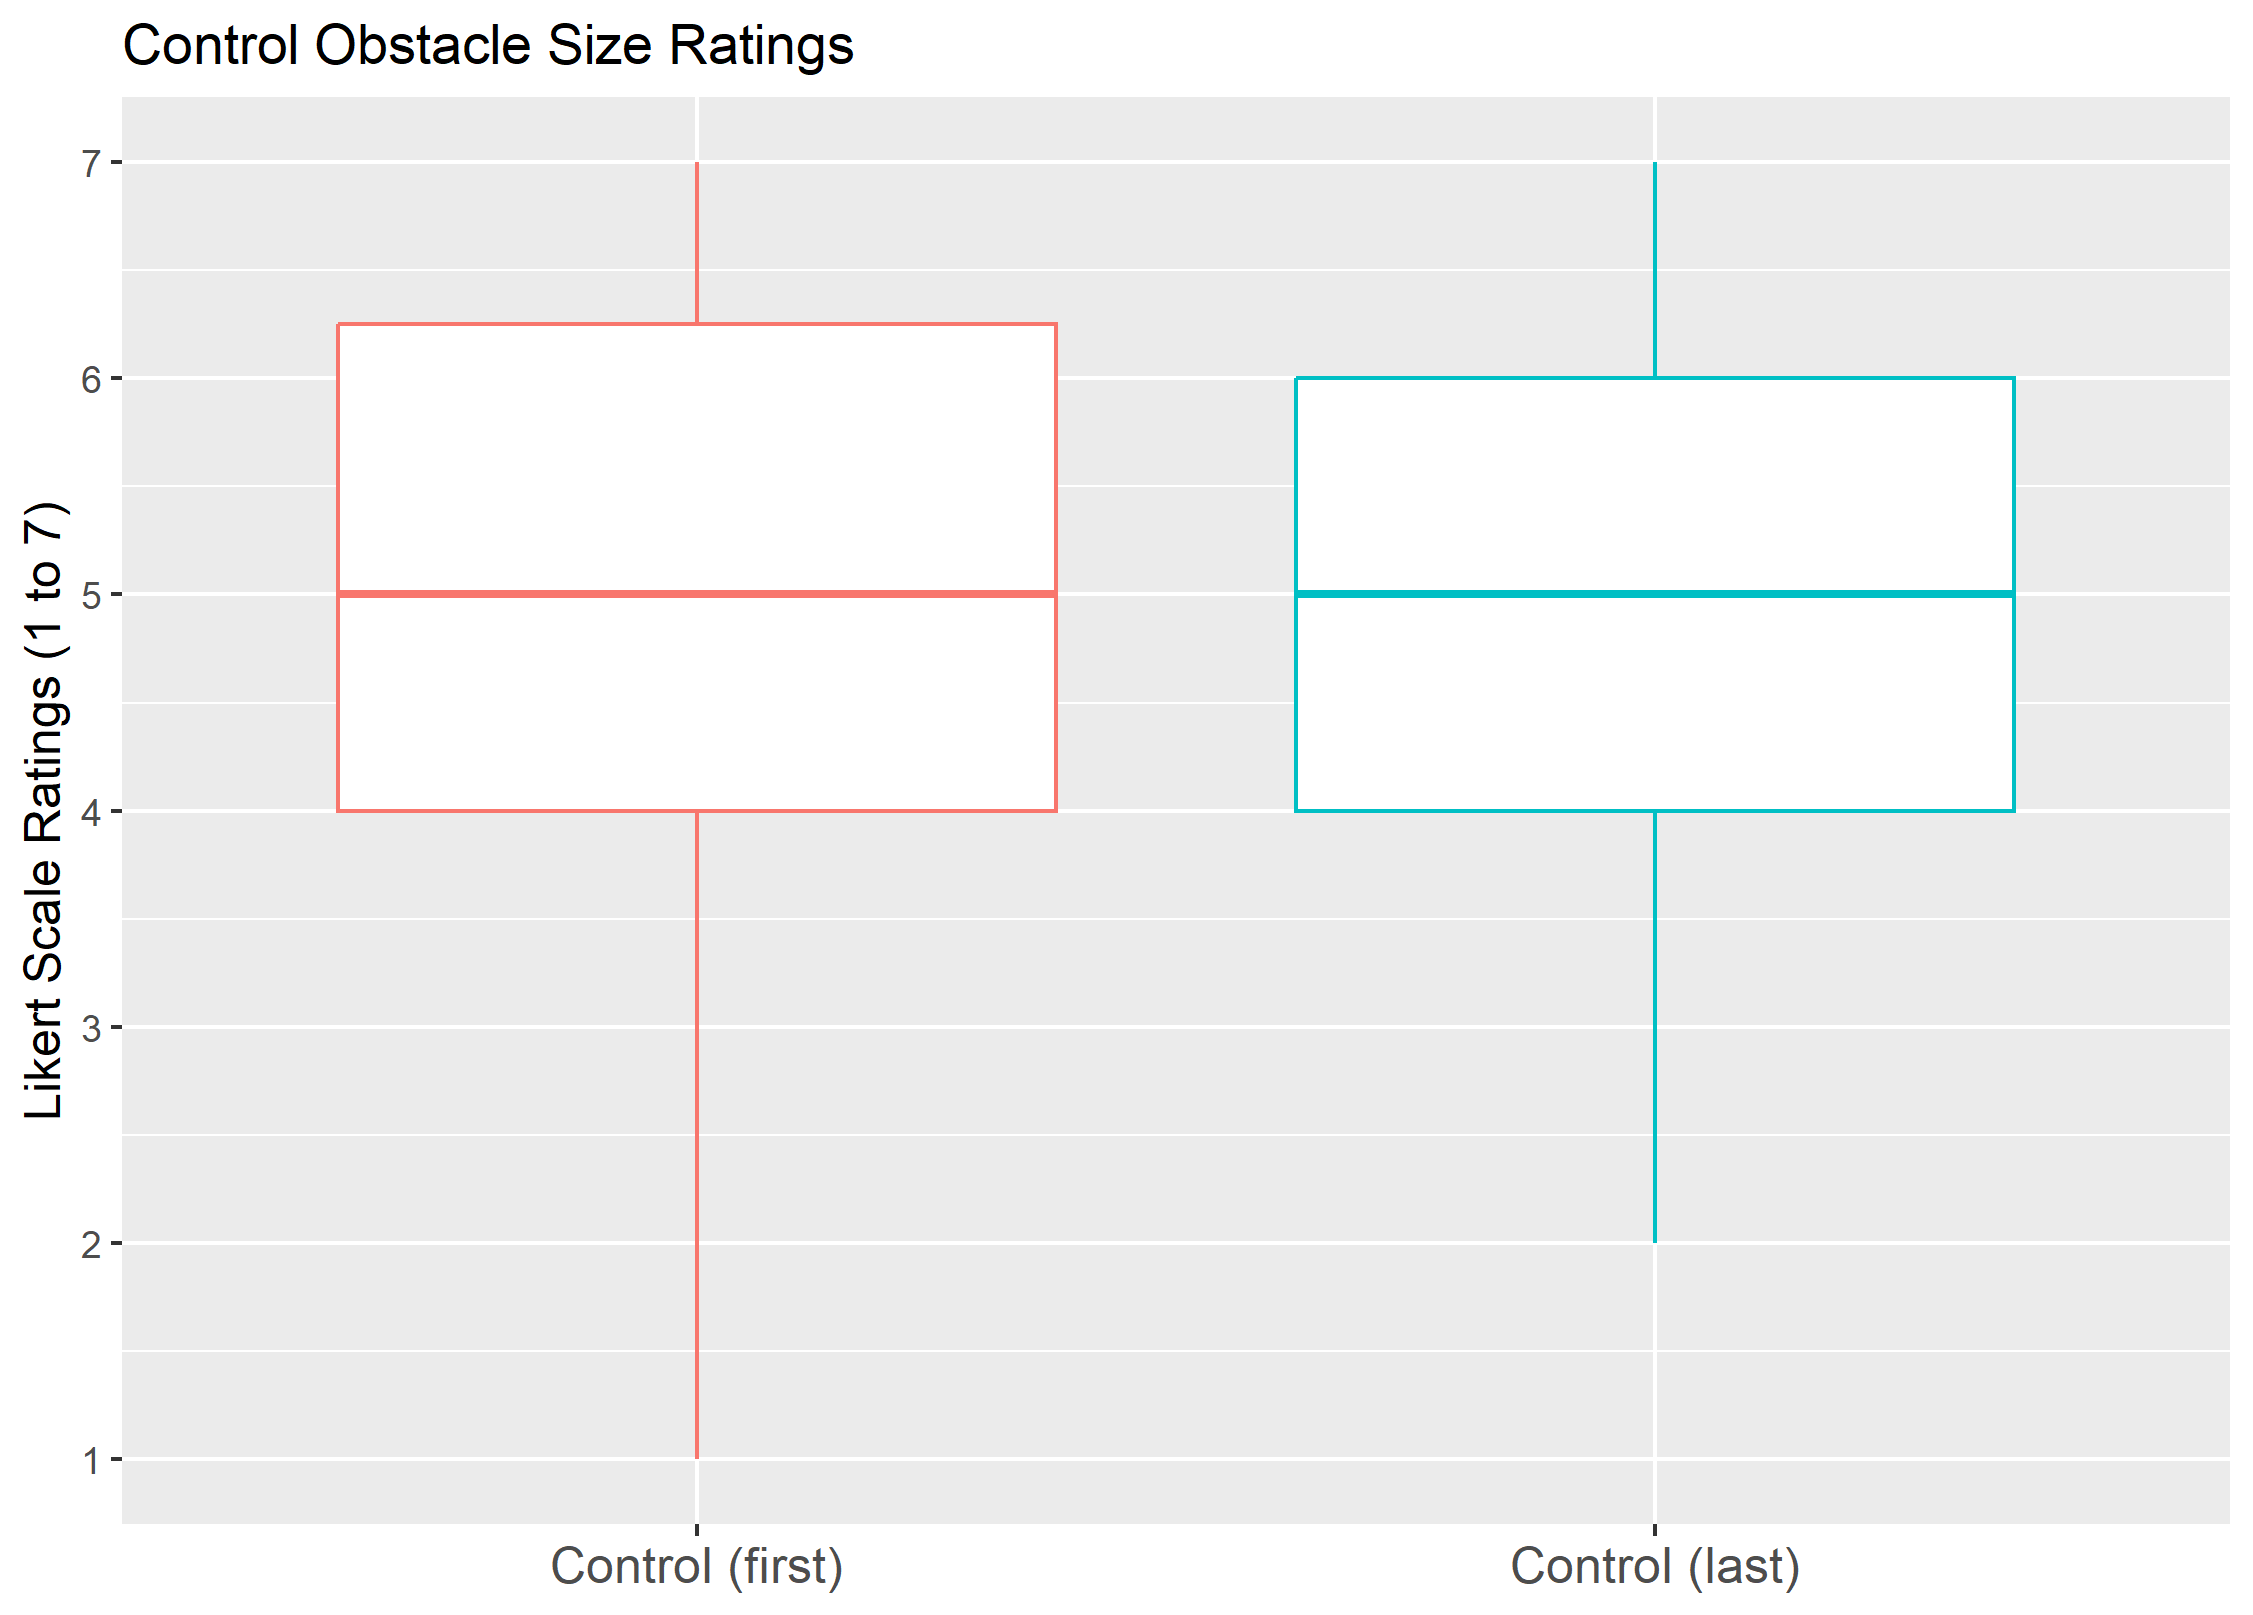 Control Obstacle Size Ratings
Likert Scale Ratings (1 to 7)
7
6
5
4
3
2
1
Control (first)
Control (last)